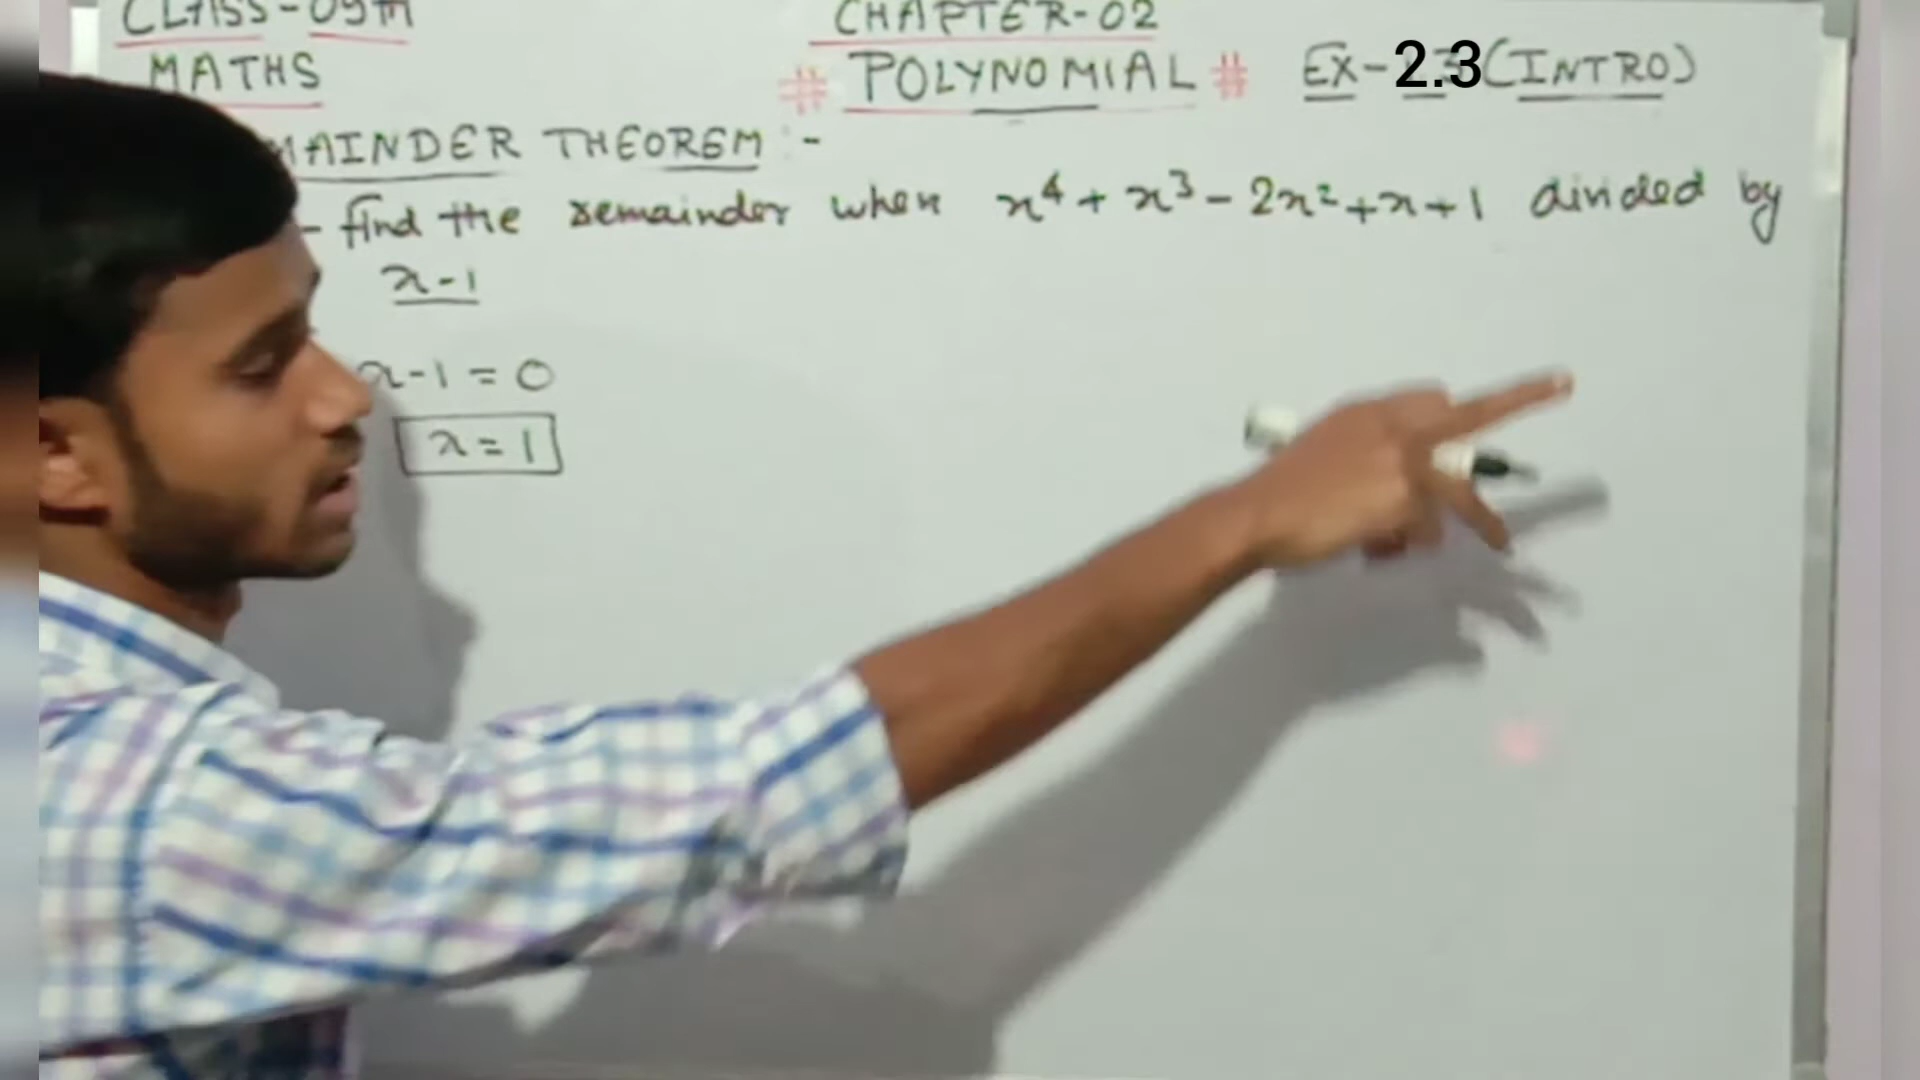 CLASS-09TH
CHAPTER-02
MATHS
# POLYNOMIAL # EX-2.3(INTRO)
MAINDER THEOREM :-
- find the remainder when x⁴ + x³ - 2x² + x + 1 divided by
x-1
x-1 = 0
x = 1